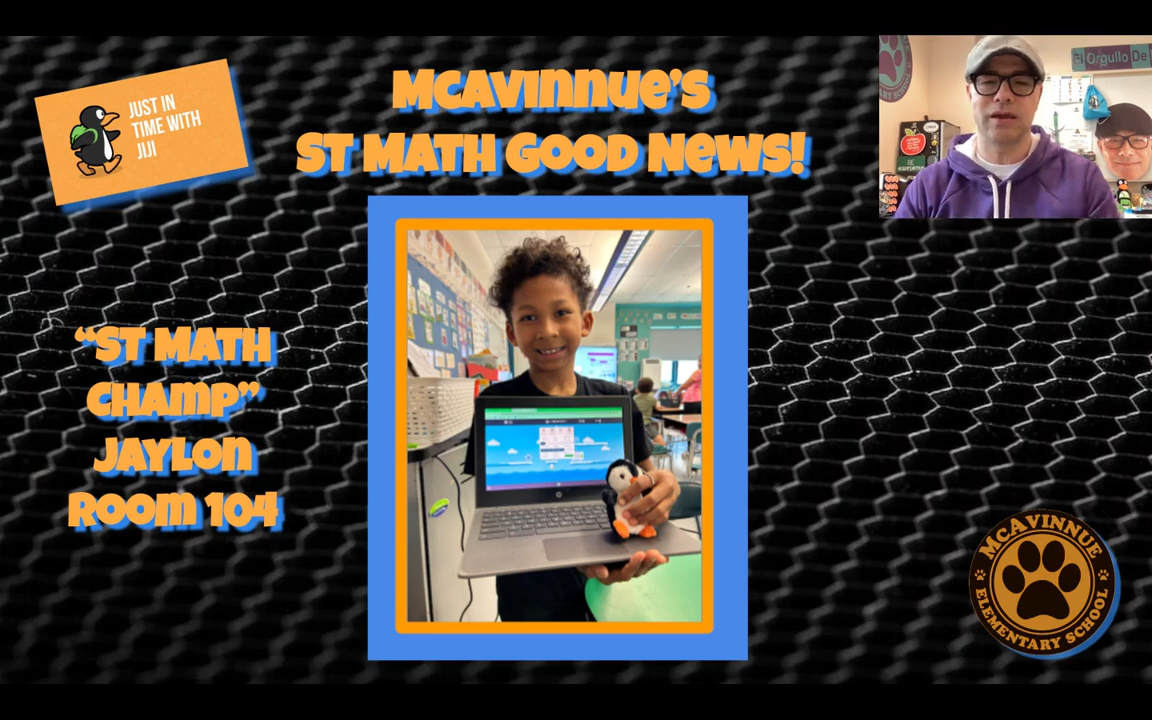 JUST IN
TIME WITH
JIJI
McAvinnue's
ST Math Good News!
El Orgullo De
"ST Math
Champ"
Jaylon
Room 104
McAVINNUE
ELEMENTARY SCHOOL